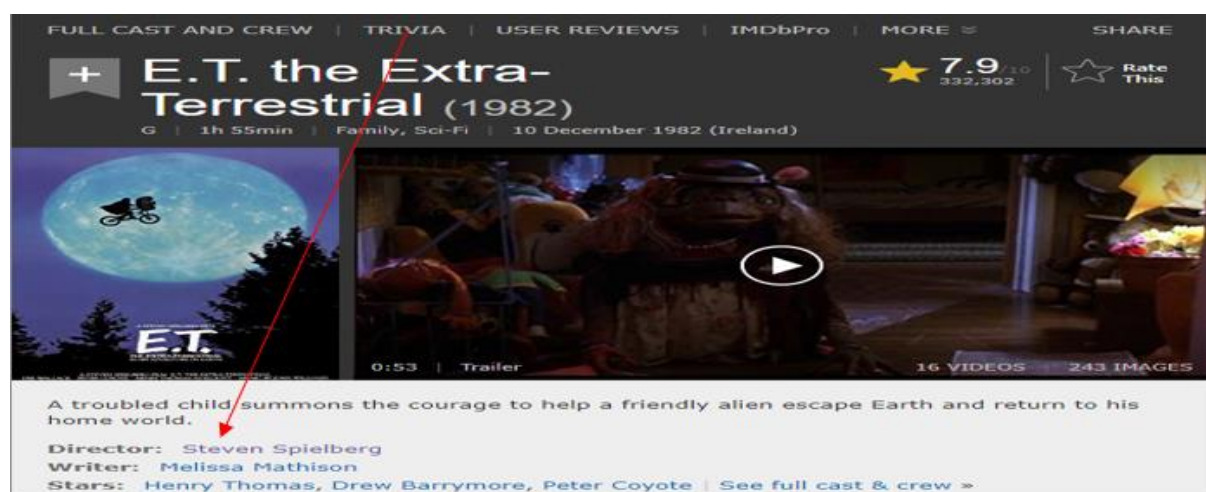 FULL CAST AND CREW | TRIVIA | USER REVIEWS | IMDbPro | MORE SHARE
+ E.T. the Extra-
Terrestrial (1982)
7.9/10
332,302
Rate
This
G | 1h 55min | Family, Sci-Fi | 10 December 1982 (Ireland)
E.T.
0:53 | Trailer
16 VIDEOS 243 IMAGES
A troubled child summons the courage to help a friendly alien escape Earth and return to his
home world.
Director: Steven Spielberg
Writer: Melissa Mathison
Stars: Henry Thomas, Drew Barrymore, Peter Coyote | See full cast & crew »